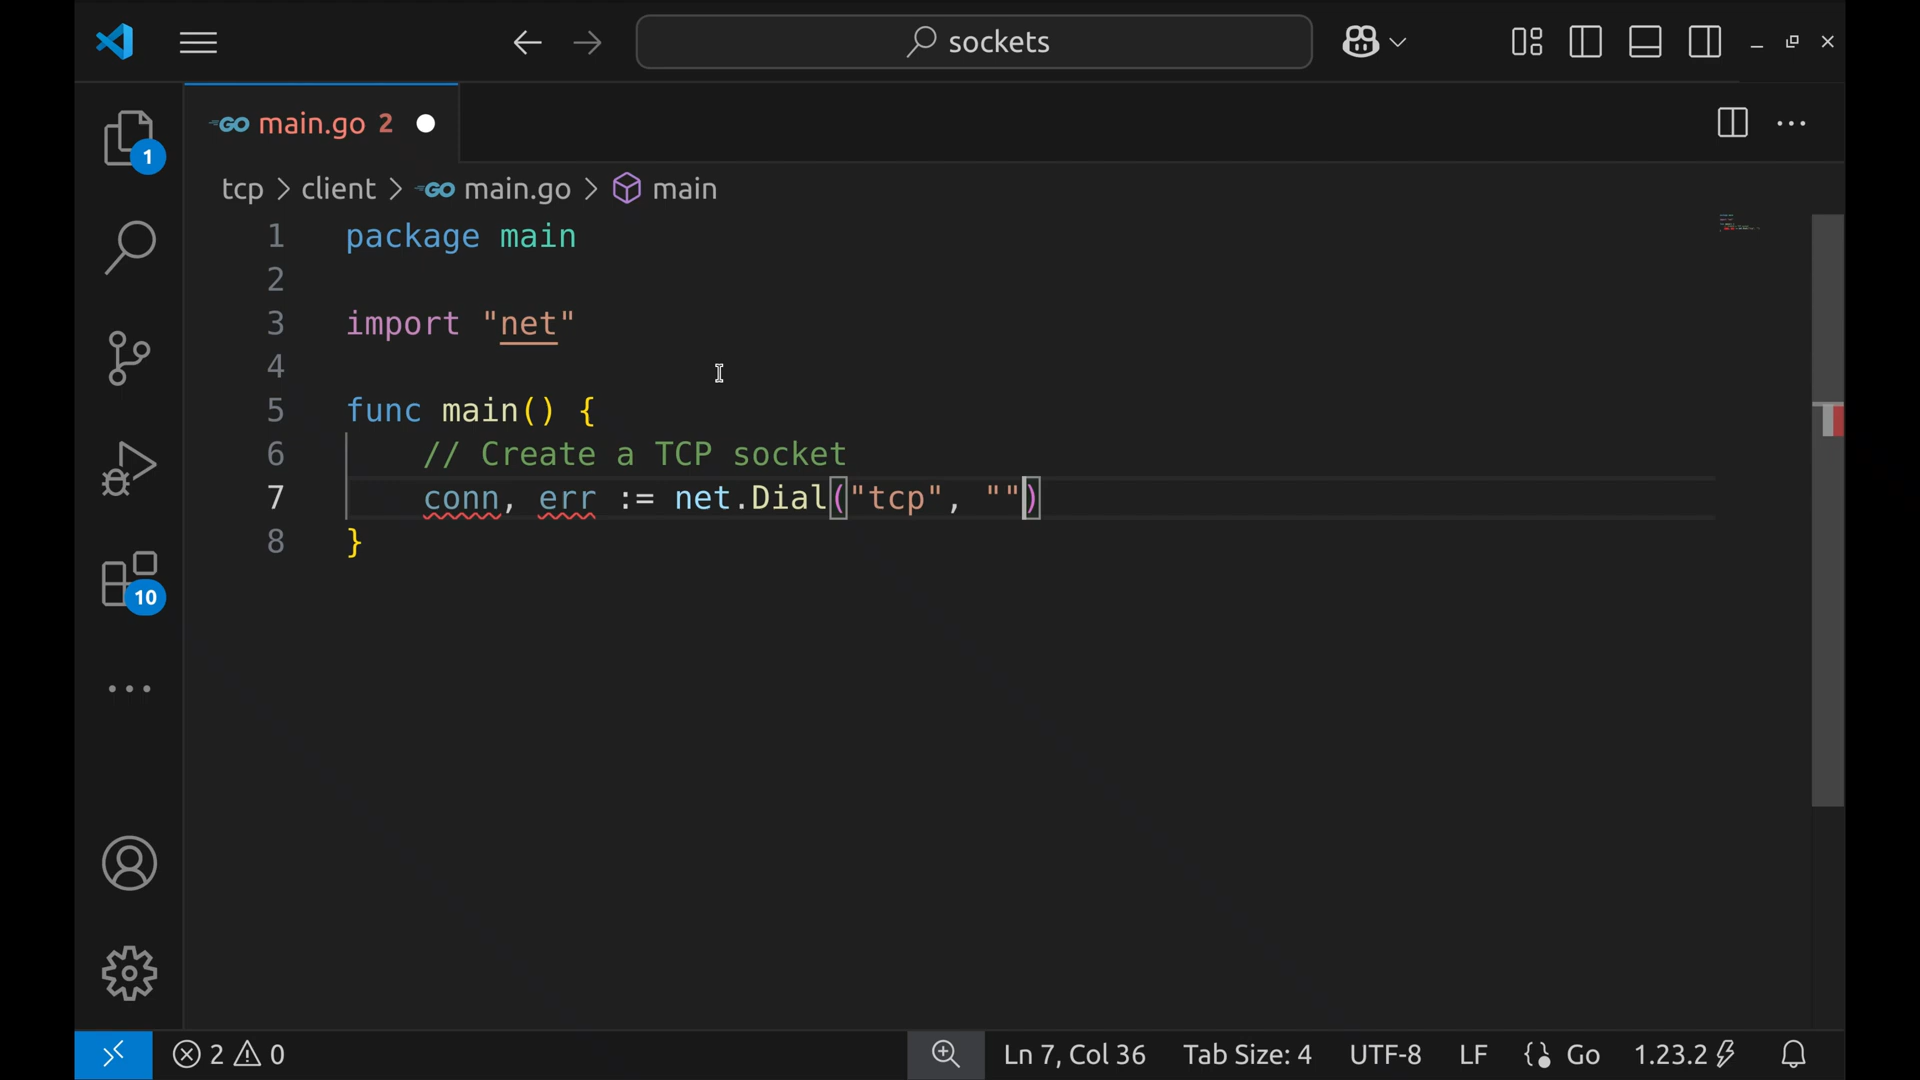 sockets
GO main.go 2
1
tcp > client > GO main.go > main
1 package main
2
3 import "net"
4
5 func main() {
6 // Create a TCP socket
7 conn, err := net.Dial("tcp", "")
8 }
10
2 0
Ln 7, Col 36
Tab Size: 4
UTF-8
LF
Go
1.23.2